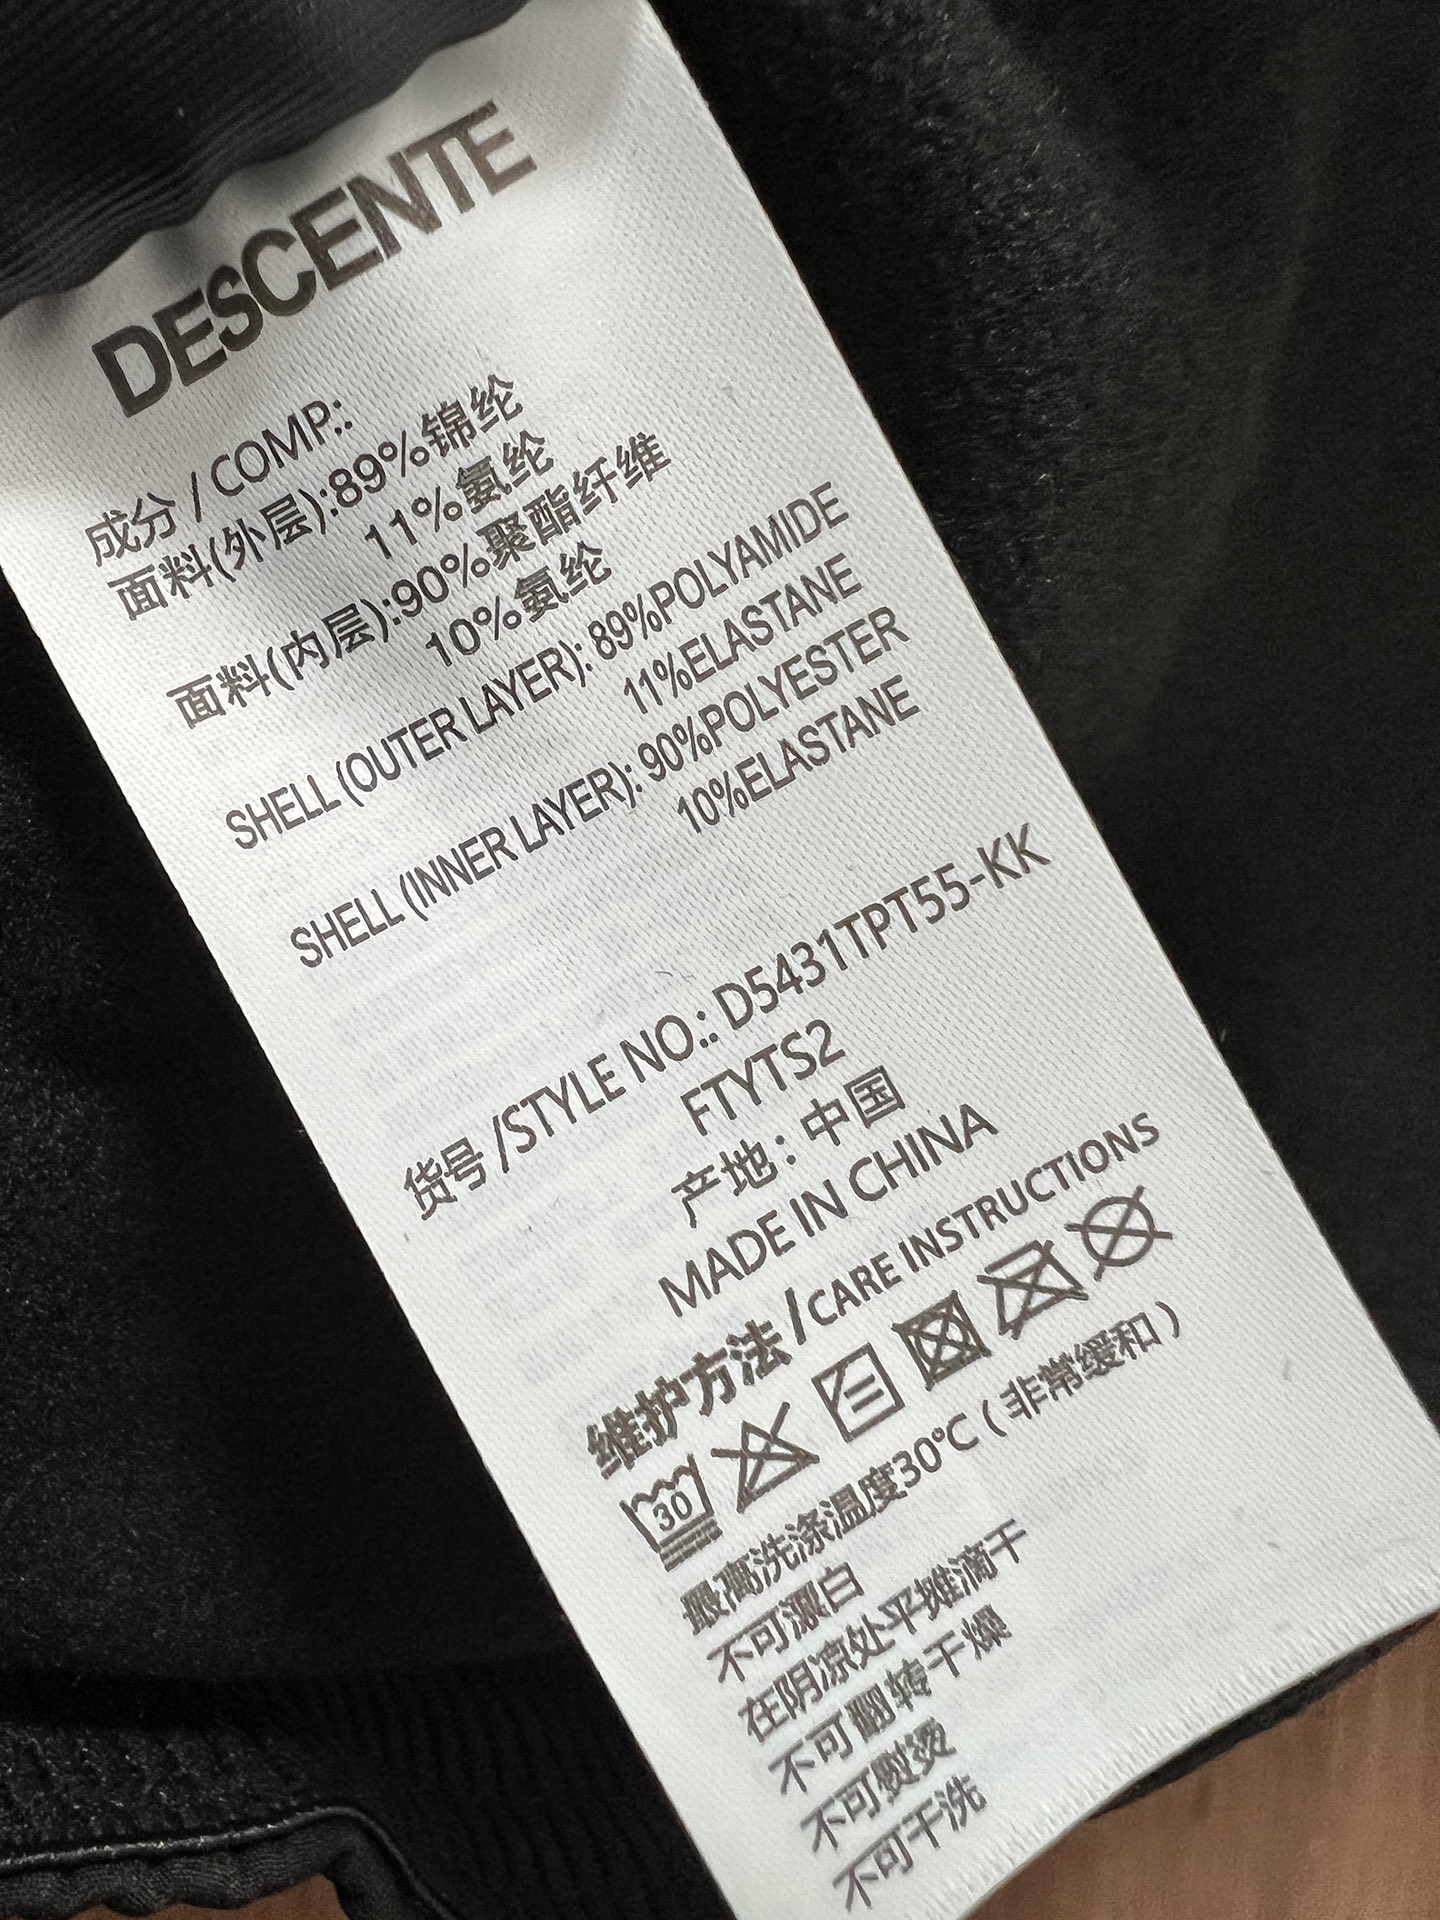 DESCENTE
成分 / COMP.:
面料(外层):89%锦纶
11%氨纶
面料(内层):90%聚酯纤维
10%氨纶
SHELL (OUTER LAYER): 89%POLYAMIDE
11%ELASTANE
SHELL (INNER LAYER): 90%POLYESTER
10%ELASTANE
货号 /STYLE NO.: D5431TPT55-KK
FTYTS2
产地：中国
MADE IN CHINA
维护方法 /CARE INSTRUCTIONS
30
最高洗涤温度30℃ ( 非常缓和 )
不可漂白
在阴凉处平摊滴干
不可翻转干燥
不可熨烫
不可干洗